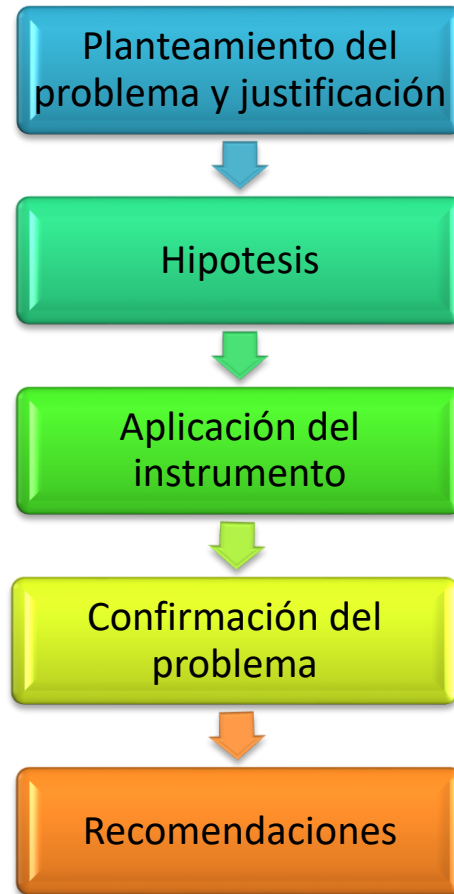 Planteamiento del
problema y justificación
Hipotesis
Aplicación del
instrumento
Confirmación del
problema
Recomendaciones